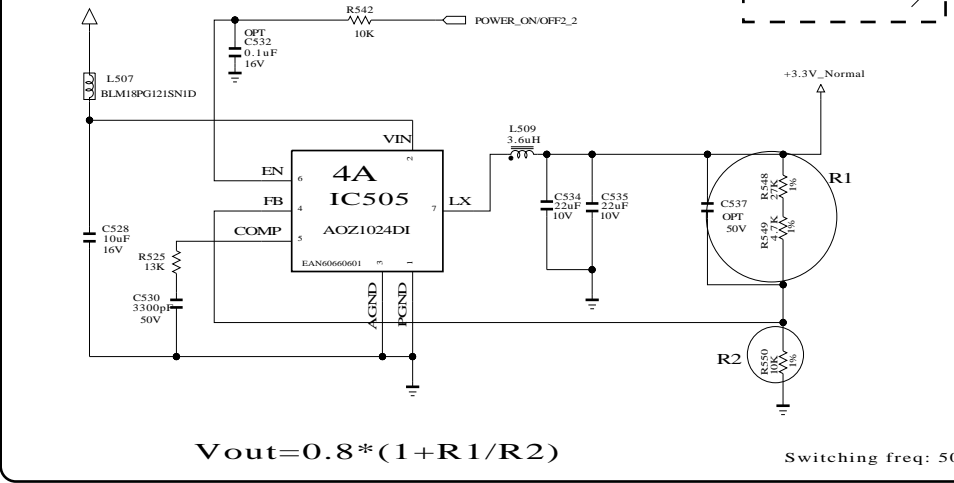 R542
10K
POWER_ON/OFF2_2
OPT
C532
0.1uF
16V
L507
BLM18PG121SN1D
+3.3V_Normal
VIN
2
L509
3.6uH
EN
6
4A
IC505
AOZ1024DI
EAN60660601
FB
4
COMP
5
7
LX
3
1
AGND
PGND
C528
10uF
16V
R525
13K
C530
3300pF
50V
C534
22uF
10V
C535
22uF
10V
C537
OPT
50V
R548
27K
1%
R549
4.7K
1%
R1
R2
R550
10K
1%
Vout=0.8*(1+R1/R2)
Switching freq: 50